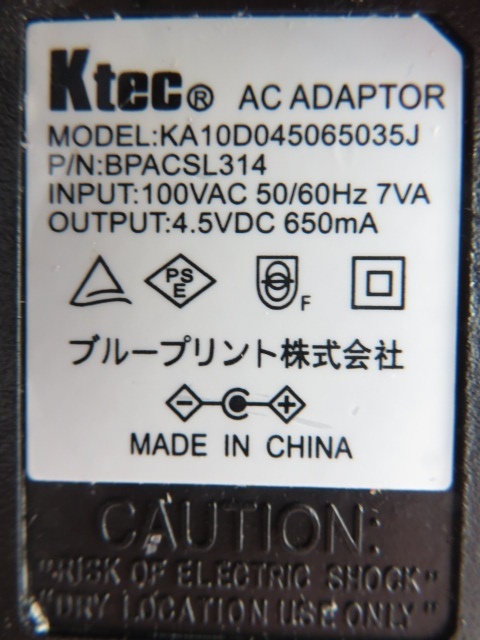 Ktec® AC ADAPTOR
MODEL:KA10D045065035J
P/N:BPACSL314
INPUT:100VAC 50/60Hz 7VA
OUTPUT:4.5VDC 650mA
PS
E
F
ブループリント株式会社
MADE IN CHINA
CAUTION:
"RISK OF ELECTRIC SHOCK"
"DRY LOCATION USE ONLY"